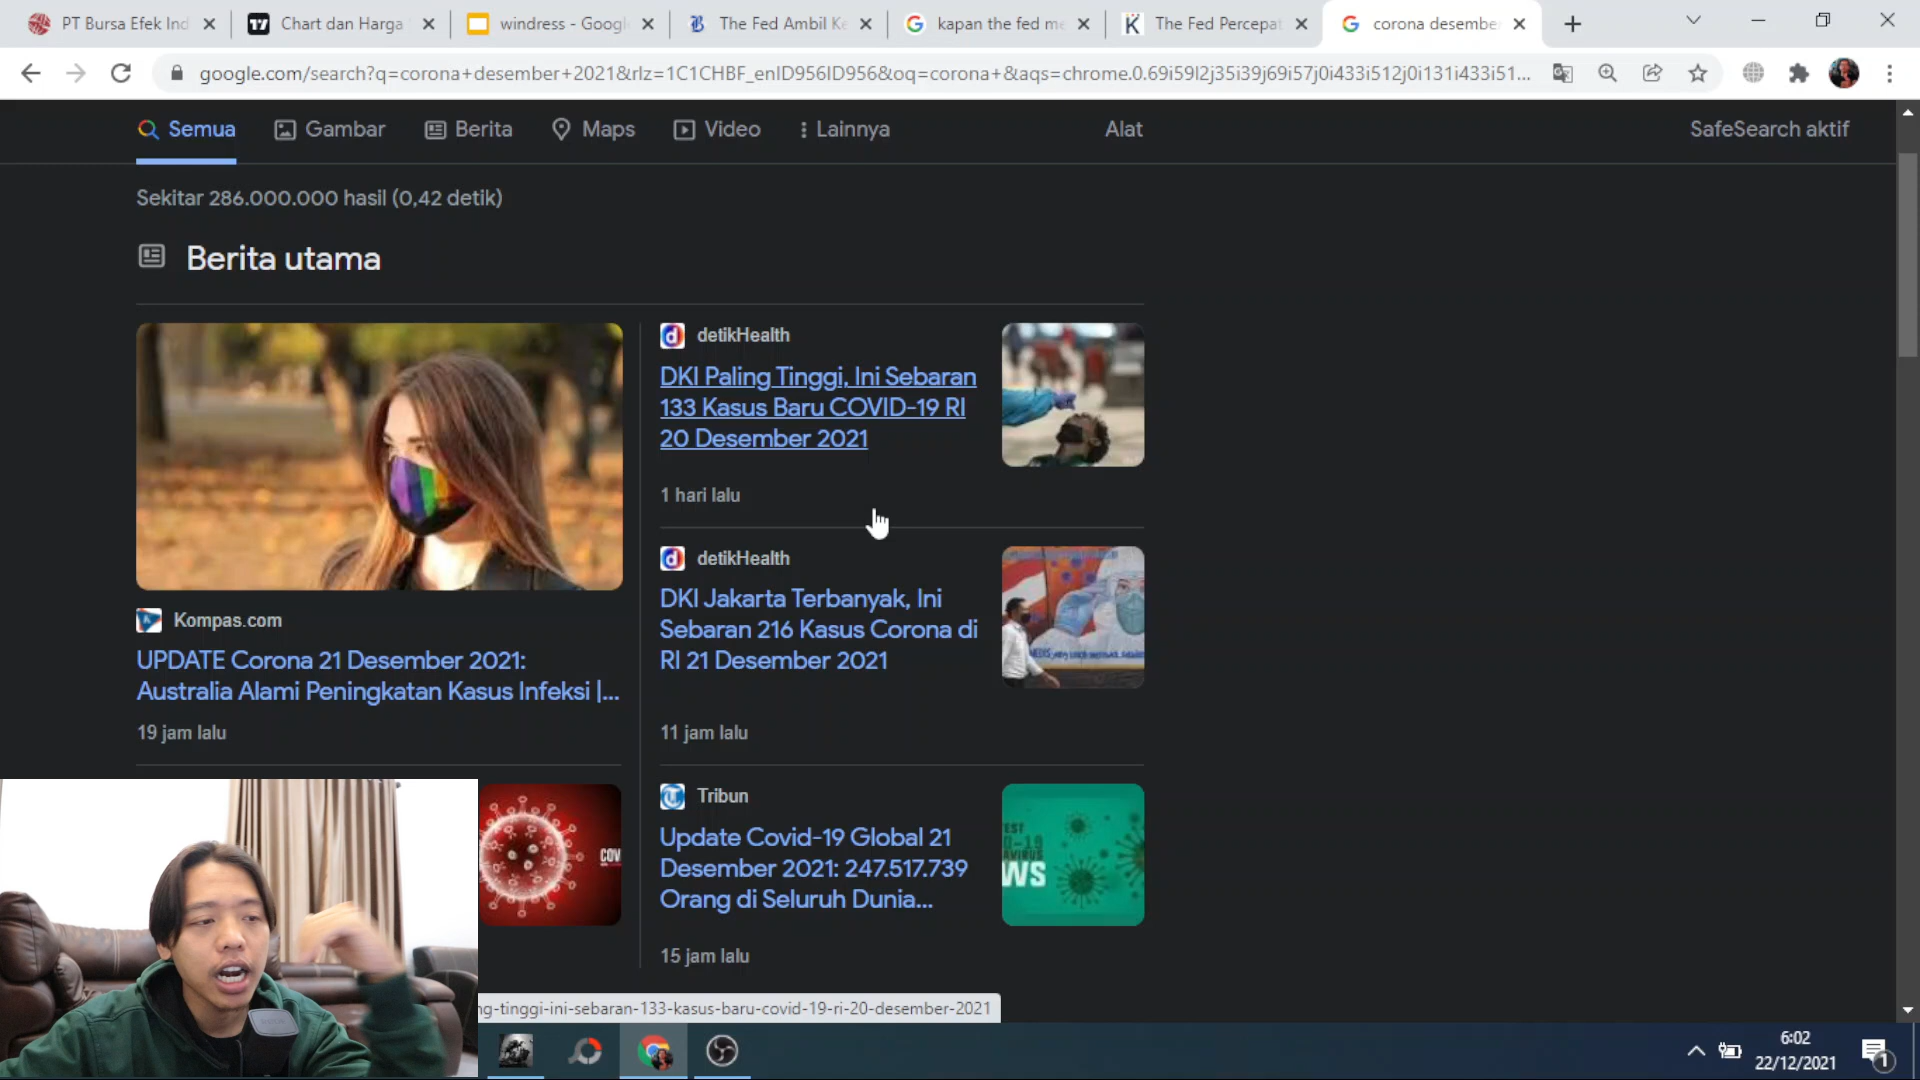 PT Bursa Efek Ind
Chart dan Harga
windress - Googl
The Fed Ambil Ke
kapan the fed me
The Fed Percepat
corona desembe
google.com/search?q=corona+desember+2021&rlz=1C1CHBF_enID956ID956&oq=corona+&aqs=chrome.0.69i59l2j35i39j69i57j0i433i512j0i131i433i51...
Semua
Gambar
Berita
Maps
Video
Lainnya
Alat
SafeSearch aktif
Sekitar 286.000.000 hasil (0,42 detik)
Berita utama
detikHealth
DKI Paling Tinggi, Ini Sebaran
133 Kasus Baru COVID-19 RI
20 Desember 2021
1 hari lalu
Kompas.com
UPDATE Corona 21 Desember 2021:
Australia Alami Peningkatan Kasus Infeksi |...
19 jam lalu
detikHealth
DKI Jakarta Terbanyak, Ini
Sebaran 216 Kasus Corona di
RI 21 Desember 2021
11 jam lalu
COV
Tribun
Update Covid-19 Global 21
Desember 2021: 247.517.739
Orang di Seluruh Dunia...
15 jam lalu
ng-tinggi-ini-sebaran-133-kasus-baru-covid-19-ri-20-desember-2021
6:02
22/12/2021
1